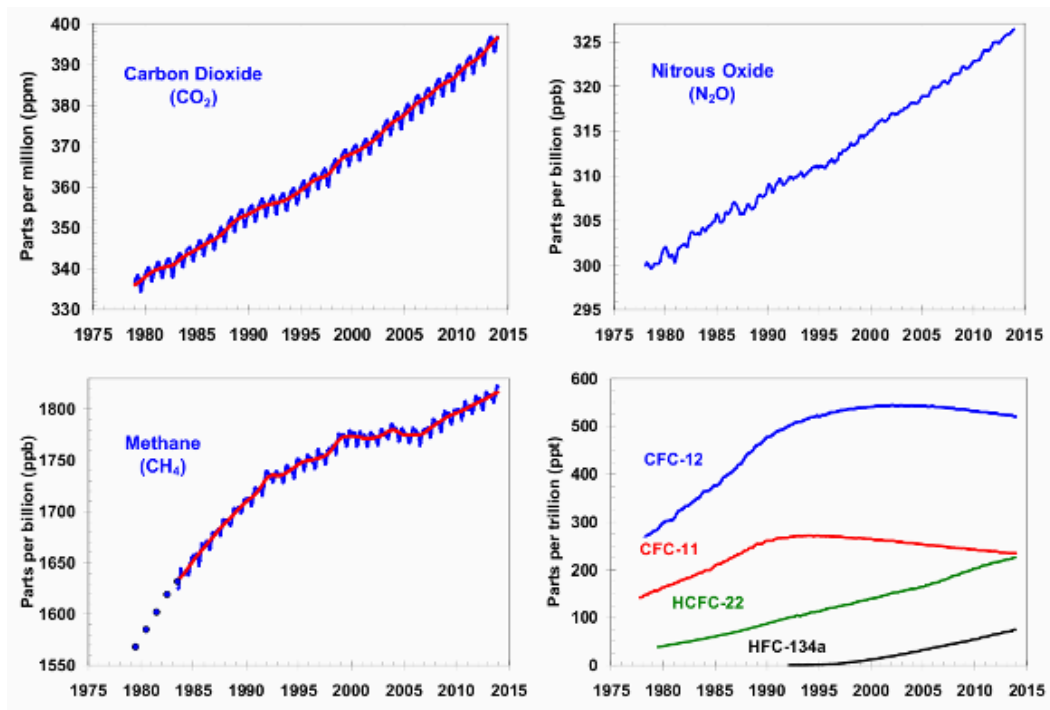 400
390
380
370
360
350
340
330
Parts per million (ppm)
Carbon Dioxide
(CO₂)
1975 1980 1985 1990 1995 2000 2005 2010 2015
325
320
315
310
305
300
295
Parts per billion (ppb)
Nitrous Oxide
(N₂O)
1975 1980 1985 1990 1995 2000 2005 2010 2015
1800
1750
1700
1650
1600
1550
Parts per billion (ppb)
Methane
(CH₄)
1975 1980 1985 1990 1995 2000 2005 2010 2015
600
500
400
300
200
100
0
Parts per trillion (ppt)
CFC-12
CFC-11
HCFC-22
HFC-134a
1975 1980 1985 1990 1995 2000 2005 2010 2015